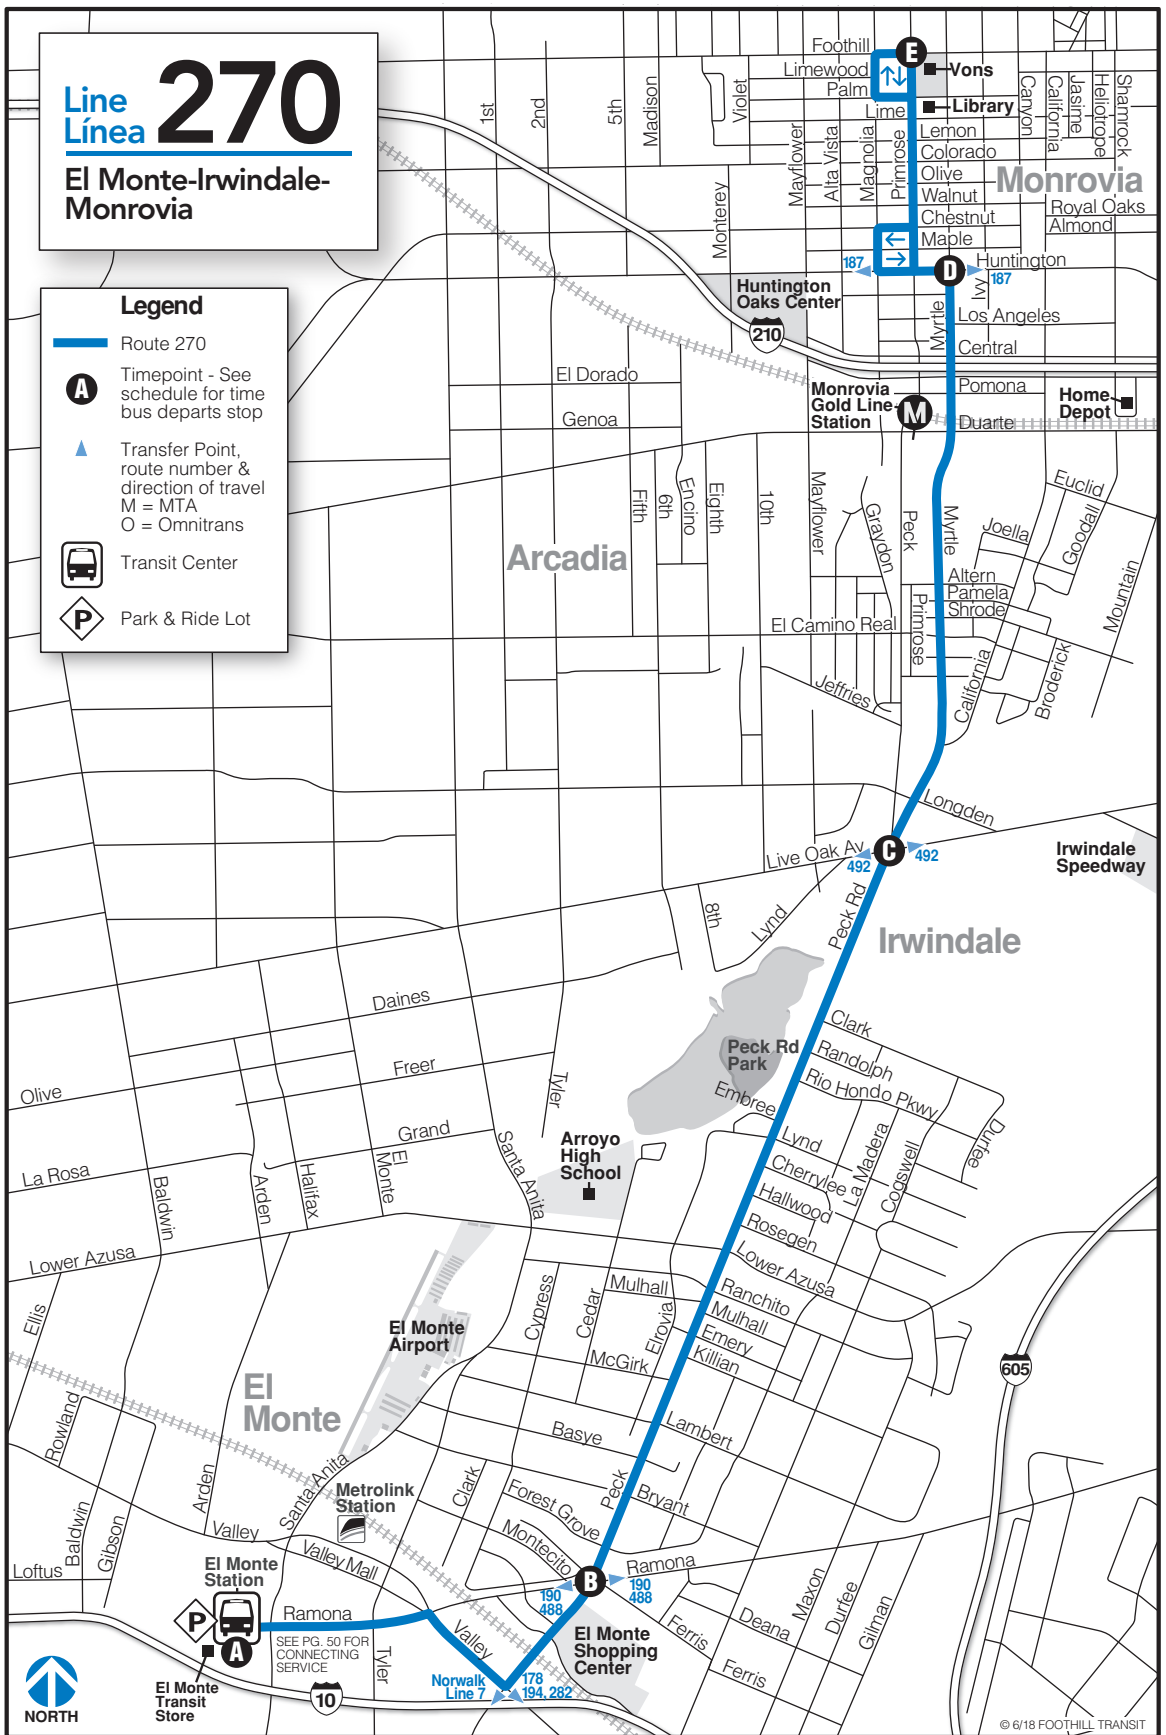 Line
Línea
270
El Monte-Irwindale-
Monrovia
Legend
Route 270
A
Timepoint - See
schedule for time
bus departs stop
Transfer Point,
route number &
direction of travel
M = MTA
O = Omnitrans
Transit Center
P
Park & Ride Lot
1st
2nd
5th
Madison
Violet
Monterey
Mayflower
Alta Vista
Magnolia
Primrose
Foothill
Limewood
Palm
Lime
E
Vons
Library
Lemon
Colorado
Olive
Walnut
Chestnut
Maple
Canyon
California
Jasime
Heliotrope
Shamrock
Monrovia
Royal Oaks
Almond
187
D
Huntington
187
Ivy
Myrtle
Los Angeles
Central
Huntington
Oaks Center
210
El Dorado
Genoa
Monrovia
Gold Line
Station
M
Pomona
Duarte
Home
Depot
Fifth
6th
Encino
Eighth
10th
Mayflower
Graydon
Peck
Myrtle
Euclid
Joella
Goodall
Mountain
Arcadia
Altern
Pamela
Shrode
El Camino Real
Primrose
Jeffries
California
Broderick
Longden
Live Oak Av
492
C
492
Irwindale
Speedway
8th
Lynd
Peck Rd
Irwindale
Daines
Freer
Olive
Grand
La Rosa
Tyler
Peck Rd
Park
Embree
Clark
Randolph
Rio Hondo Pkwy
Durfee
Lynd
Cherrylee
La Madera
Cogswell
Hallwood
Rosegen
Lower Azusa
Arroyo
High
School
Santa Anita
El
Monte
Halifax
Arden
Baldwin
Lower Azusa
Ellis
Cypress
Cedar
Mulhall
Elrovia
Ranchito
Mulhall
Emery
Killian
McGirk
El Monte
Airport
605
El
Monte
Rowland
Basye
Lambert
Arden
Santa Anita
Metrolink
Station
Clark
Forest Grove
Peck
Bryant
Montecito
Baldwin
Gibson
Valley
Valley Mall
Loftus
El Monte
Station
P
A
Ramona
SEE PG. 50 FOR
CONNECTING
SERVICE
B
Ramona
190
488
190
488
Maxon
Durfee
Gilman
Deana
Ferris
Ferris
Valley
Tyler
El Monte
Shopping
Center
El Monte
Transit
Store
10
Norwalk
Line 7
178
194, 282
NORTH
© 6/18 FOOTHILL TRANSIT